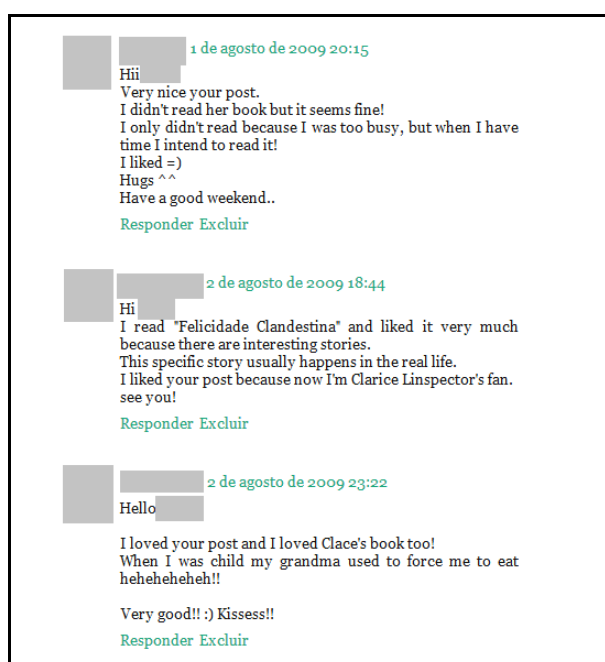 1 de agosto de 2009 20:15
Hii
Very nice your post.
I didn't read her book but it seems fine!
I only didn't read because I was too busy, but when I have
time I intend to read it!
I liked =)
Hugs ^^
Have a good weekend..
Responder Excluir
2 de agosto de 2009 18:44
Hi
I read "Felicidade Clandestina" and liked it very much
because there are interesting stories.
This specific story usually happens in the real life.
I liked your post because now I'm Clarice Linspector's fan.
see you!
Responder Excluir
2 de agosto de 2009 23:22
Hello
I loved your post and I loved Clace's book too!
When I was child my grandma used to force me to eat
heheheheheh!!
Very good!! :) Kissess!!
Responder Excluir